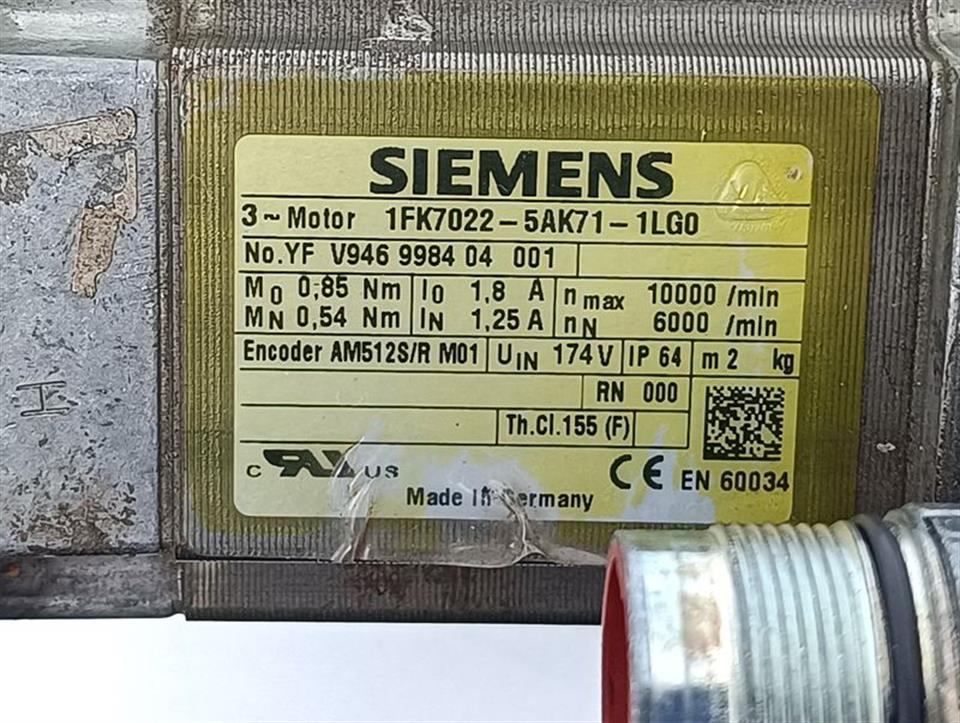 SIEMENS
3~Motor 1FK7022-5AK71-1LG0
No.YF V946 9984 04 001
M0 0,85 Nm I0 1,8 A nmax 10000 /min
MN 0,54 Nm IN 1,25 A nN 6000 /min
Encoder AM512S/R M01 UIN 174 V IP 64 m 2 kg
RN 000
Th.Cl.155 (F)
c US CE EN 60034
Made In Germany